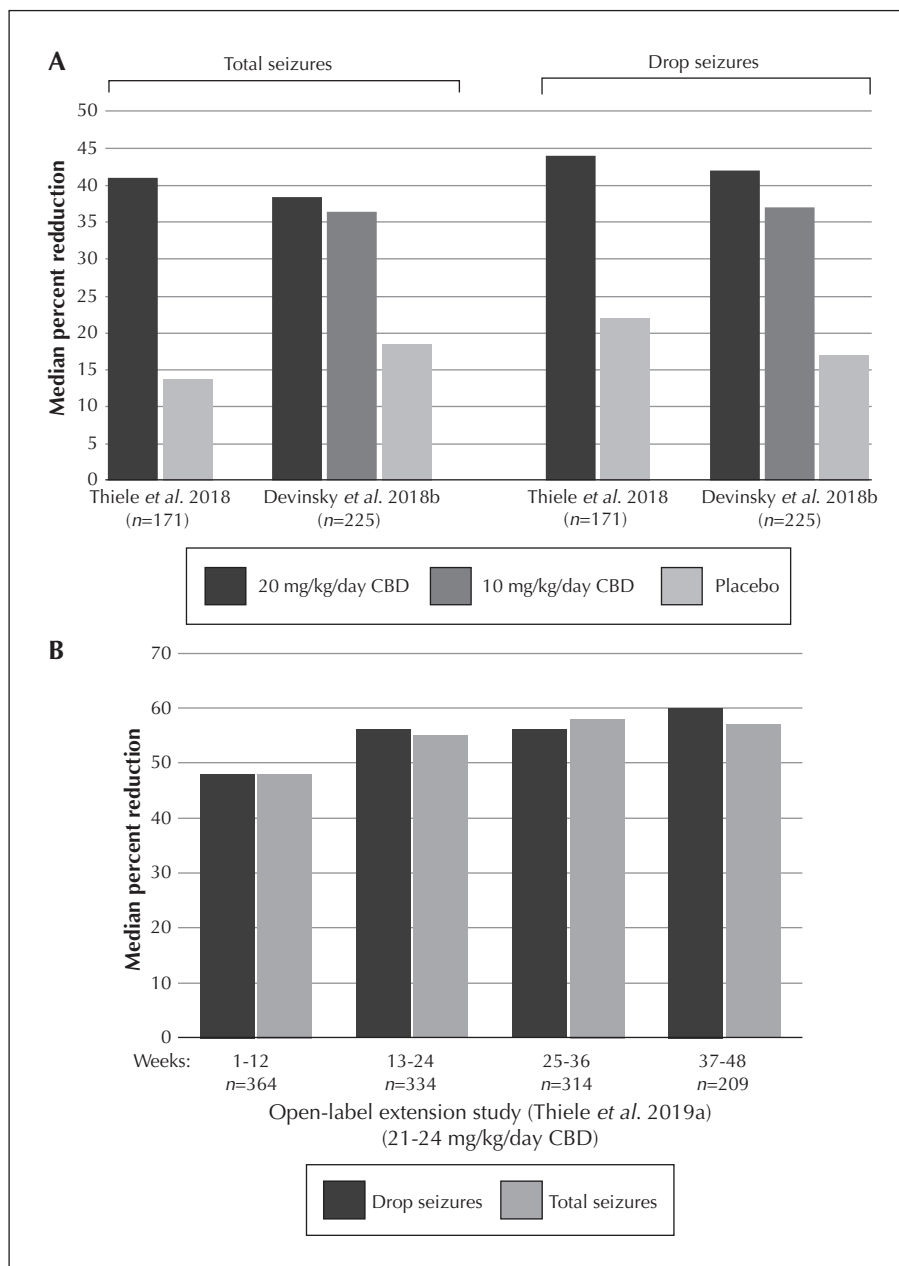 A
Total seizures
Drop seizures
Median percent redduction
50
45
40
35
30
25
20
15
10
5
0
Thiele et al. 2018
(n=171)
Devinsky et al. 2018b
(n=225)
Thiele et al. 2018
(n=171)
Devinsky et al. 2018b
(n=225)
20 mg/kg/day CBD
10 mg/kg/day CBD
Placebo
B
Median percent reduction
70
60
50
40
30
20
10
0
Weeks: 1-12 13-24 25-36 37-48
n=364 n=334 n=314 n=209
Open-label extension study (Thiele et al. 2019a)
(21-24 mg/kg/day CBD)
Drop seizures
Total seizures